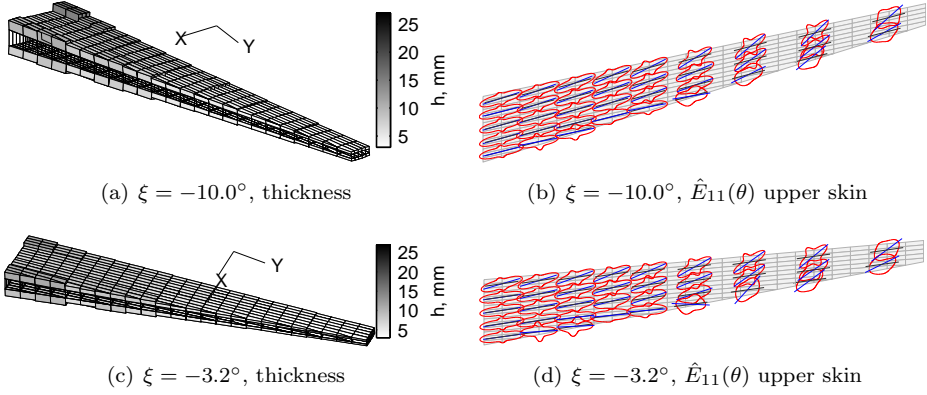 X
Y
25
20
15
10
5
h, mm
(a) ξ = −10.0°, thickness
(b) ξ = −10.0°, Ê₁₁(θ) upper skin
X
Y
25
20
15
10
5
h, mm
(c) ξ = −3.2°, thickness
(d) ξ = −3.2°, Ê₁₁(θ) upper skin